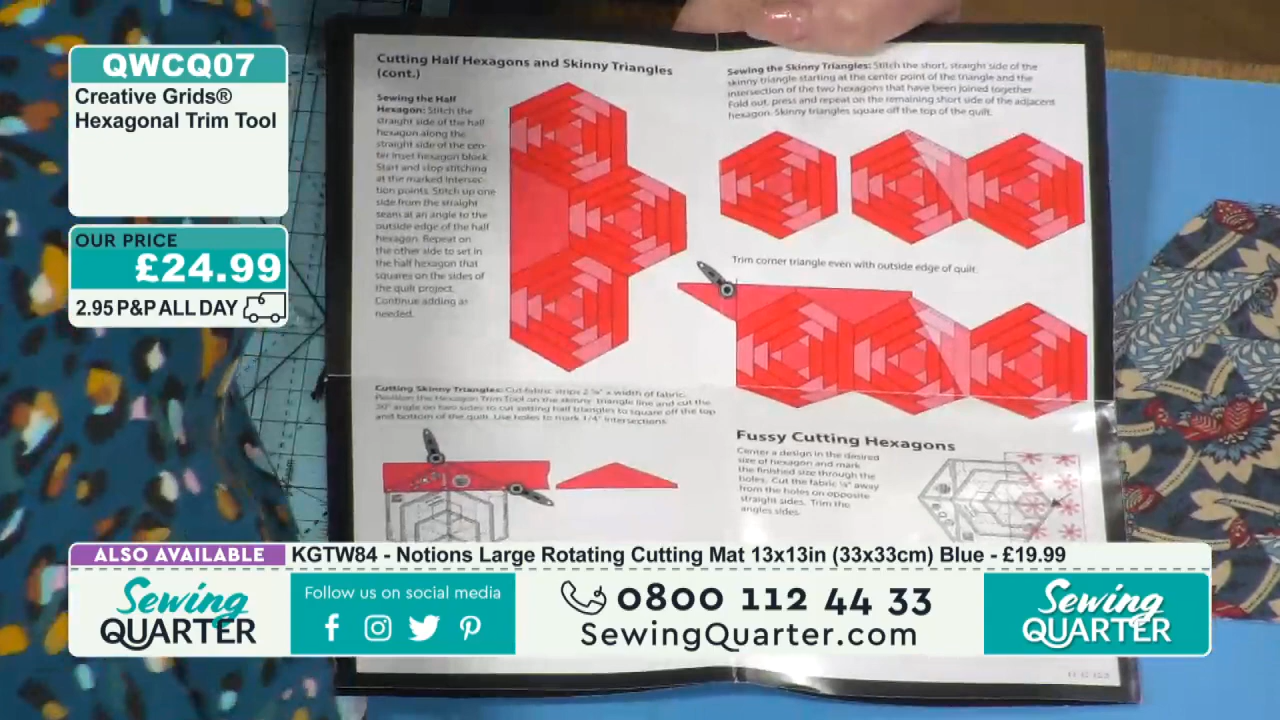 QWCQ07
Creative Grids®
Hexagonal Trim Tool
OUR PRICE
£24.99
2.95 P&P ALL DAY
Cutting Half Hexagons and Skinny Triangles
(cont.)
Sewing the Half
Hexagon: Stitch the
straight side of the half
hexagon along the
straight side of the cen-
ter inset hexagon block.
Start and stop stitching
at the marked intersec-
tion points. Stitch up one
side from the straight
seam at an angle to the
outside edge of the half
hexagon. Repeat on
the other side to set in
the half hexagon that
squares on the sides of
the quilt project.
Continue adding as
needed.
Cutting Skinny Triangles: Cut fabric strips 2 width of fabric.
Position the Hexagon Trim Tool on the skinny triangle line and cut the
30° angle on two sides to cut setting half triangles to square off the top
and bottom of the quilt. Use holes to mark 1/4" intersections.
Sewing the Skinny Triangles: Stitch the short, straight side of the
skinny triangle starting at the center point of the triangle and the
intersection of the two hexagons that have been joined together.
Fold out, press and repeat on the remaining short side of the adjacent
hexagon. Skinny triangles square off the top of the quilt.
Trim corner triangle even with outside edge of quilt.
Fussy Cutting Hexagons
Center a design in the desired
size of hexagon and mark
the finished size through the
holes. Cut the fabric ¼" away
from the holes on opposite
straight sides. Trim the
angles sides.
ALSO AVAILABLE
KGTW84 - Notions Large Rotating Cutting Mat 13x13in (33x33cm) Blue - £19.99
Sewing
QUARTER
Follow us on social media
0800 112 44 33
SewingQuarter.com
Sewing
QUARTER